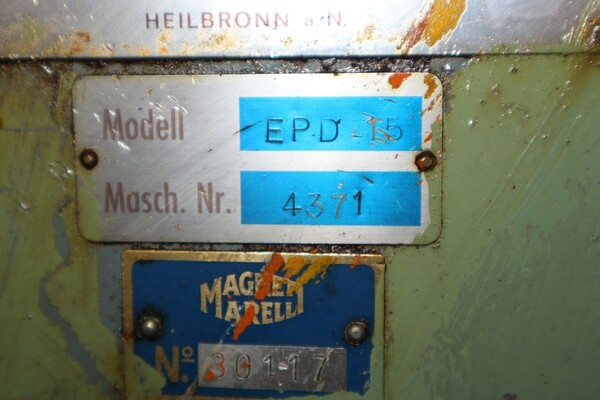 HEILBRONN a/N.
Modell EPD-15
Masch. Nr. 4371
MAGNETI
MARELLI
Nº 30117